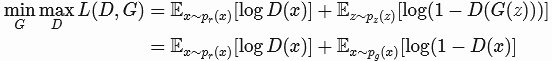 min_G max_D L(D, G) = 𝔼_{x∼p_r(x)}[log D(x)] + 𝔼_{z∼p_z(z)}[log(1 − D(G(z)))]
= 𝔼_{x∼p_r(x)}[log D(x)] + 𝔼_{x∼p_g(x)}[log(1 − D(x)]